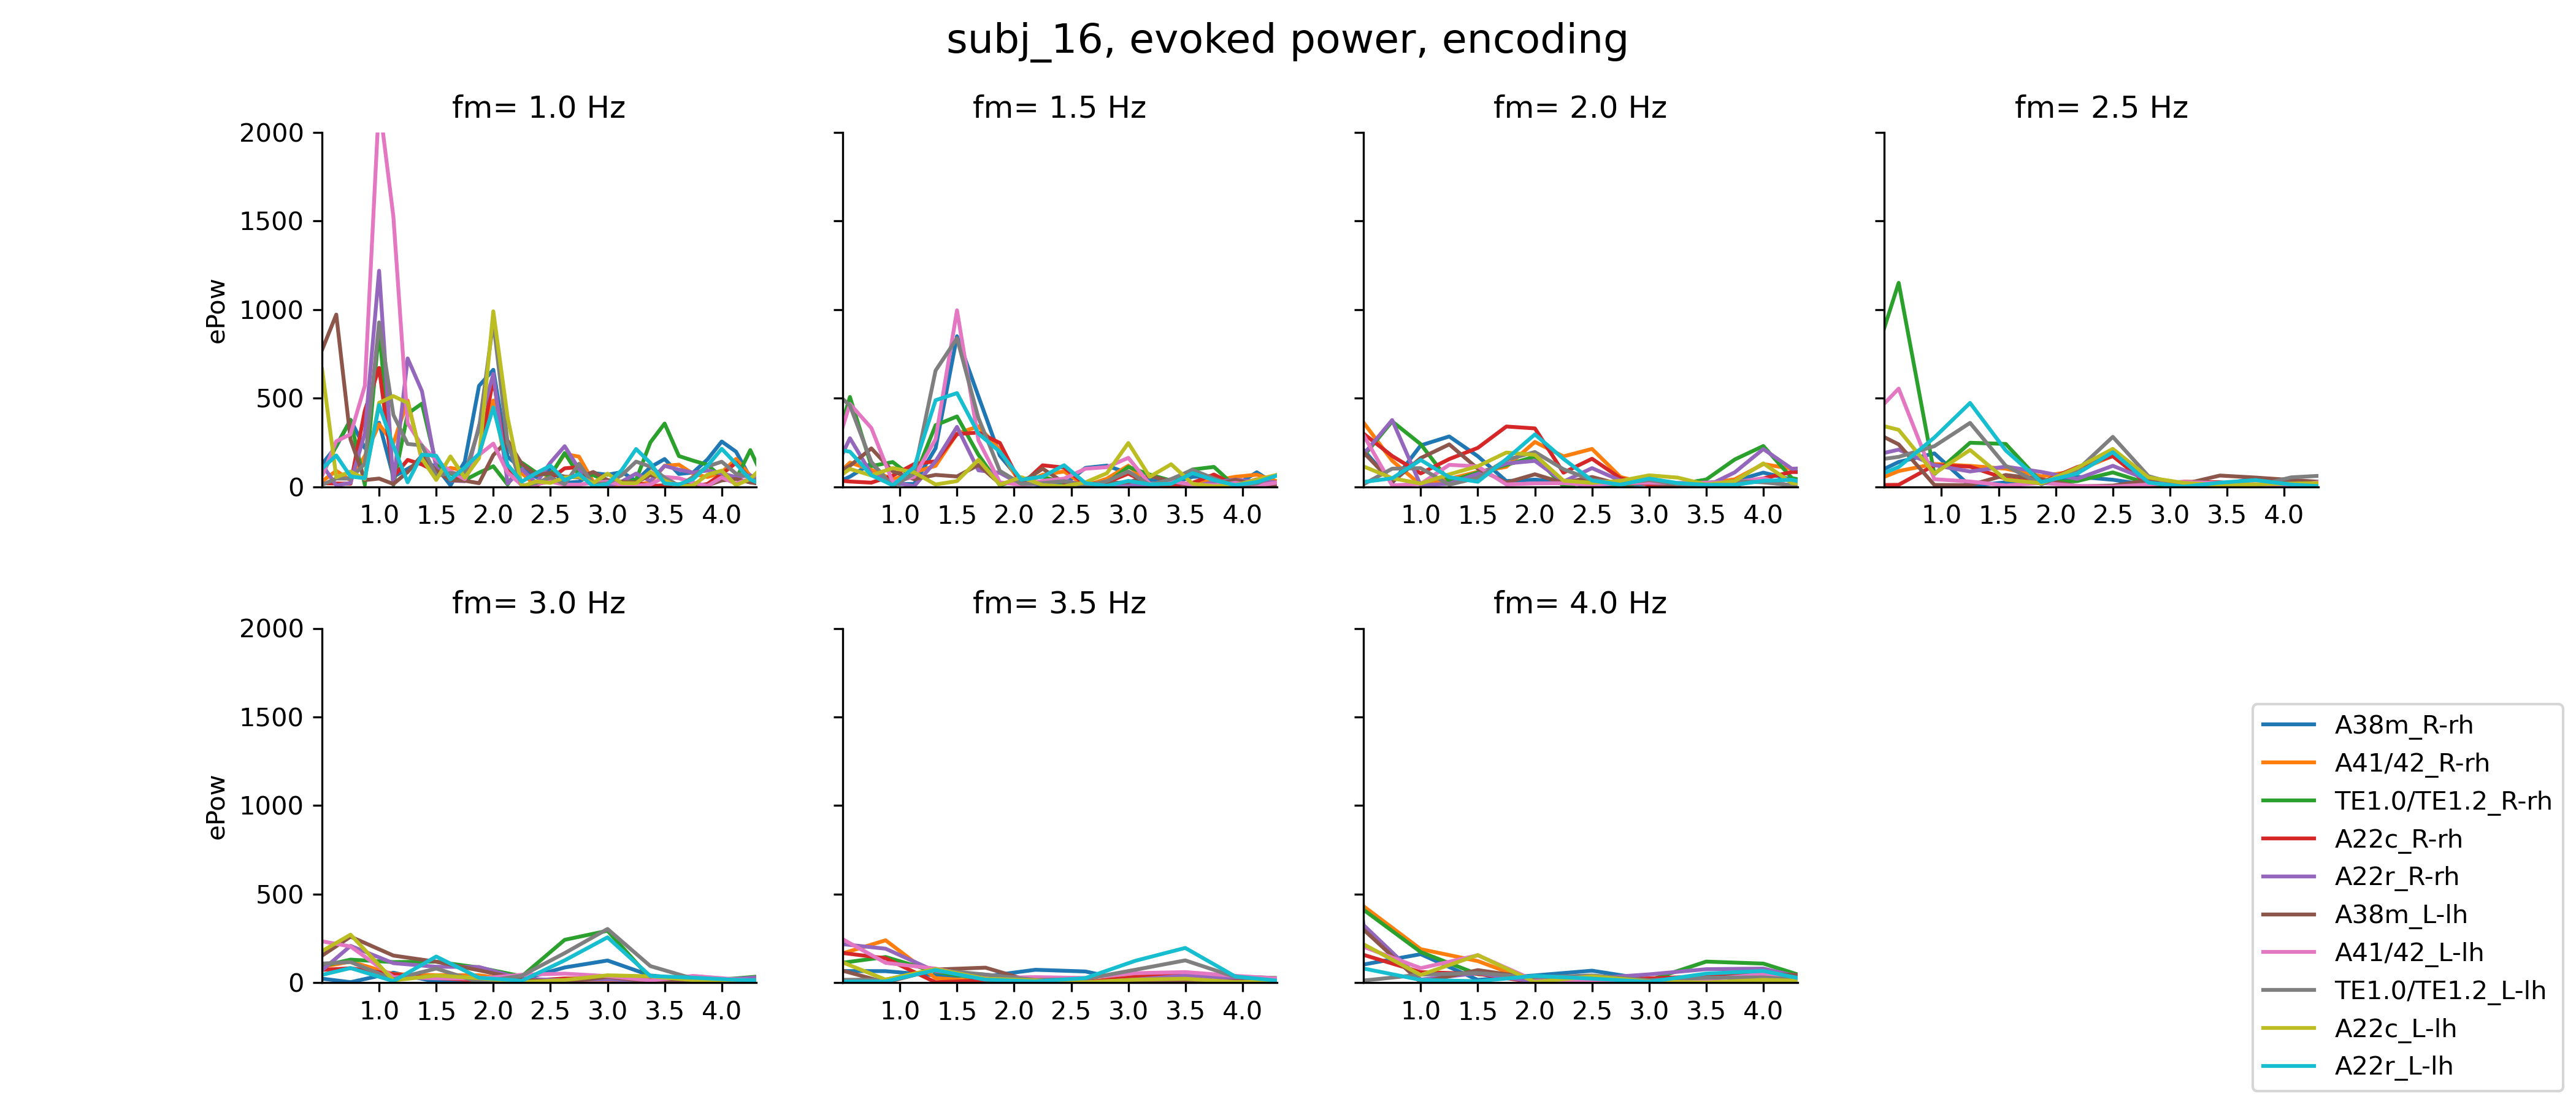 subj_16, evoked power, encoding
fm= 1.0 Hz
fm= 1.5 Hz
fm= 2.0 Hz
fm= 2.5 Hz
ePow
2000
1500
1000
500
0
1.0 1.5 2.0 2.5 3.0 3.5 4.0
1.0 1.5 2.0 2.5 3.0 3.5 4.0
1.0 1.5 2.0 2.5 3.0 3.5 4.0
1.0 1.5 2.0 2.5 3.0 3.5 4.0
fm= 3.0 Hz
fm= 3.5 Hz
fm= 4.0 Hz
ePow
2000
1500
1000
500
0
1.0 1.5 2.0 2.5 3.0 3.5 4.0
1.0 1.5 2.0 2.5 3.0 3.5 4.0
1.0 1.5 2.0 2.5 3.0 3.5 4.0
A38m_R-rh
A41/42_R-rh
TE1.0/TE1.2_R-rh
A22c_R-rh
A22r_R-rh
A38m_L-lh
A41/42_L-lh
TE1.0/TE1.2_L-lh
A22c_L-lh
A22r_L-lh